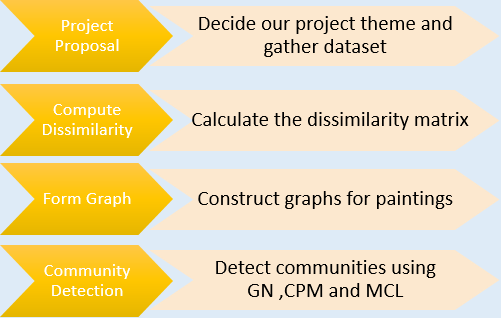 Project
Proposal
Decide our project theme and
gather dataset
Compute
Dissimilarity
Calculate the dissimilarity matrix
Form Graph
Construct graphs for paintings
Community
Detection
Detect communities using
GN ,CPM and MCL